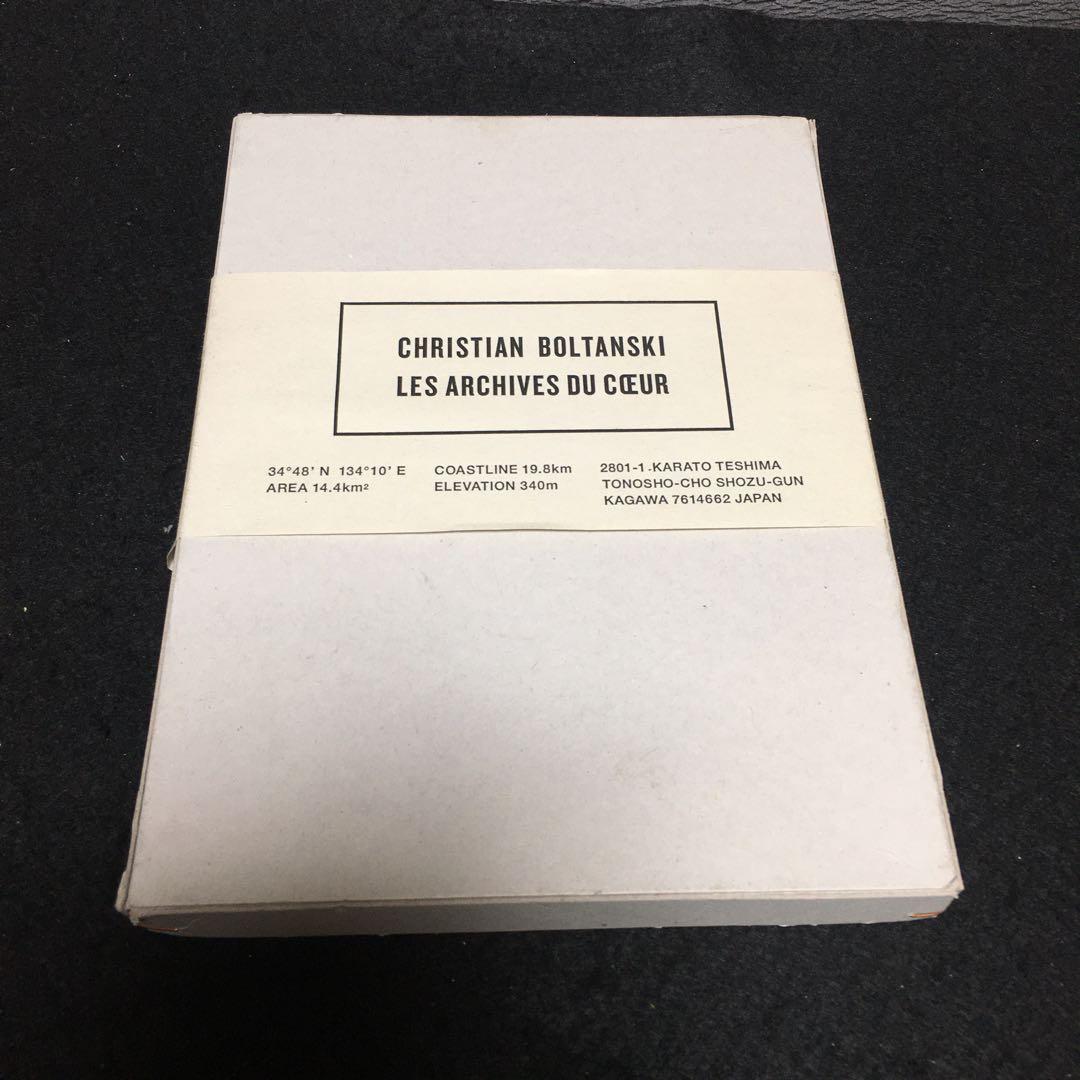 CHRISTIAN BOLTANSKI
LES ARCHIVES DU CŒUR
34°48' N 134°10' E
AREA 14.4km²
COASTLINE 19.8km
ELEVATION 340m
2801-1.KARATO TESHIMA
TONOSHO-CHO SHOZU-GUN
KAGAWA 7614662 JAPAN